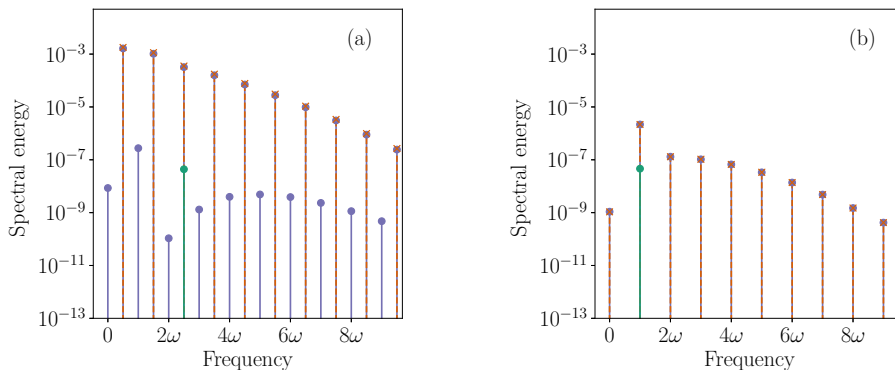 (a)
Spectral energy
10⁻³
10⁻⁵
10⁻⁷
10⁻⁹
10⁻¹¹
10⁻¹³
0 2ω 4ω 6ω 8ω
Frequency
(b)
Spectral energy
10⁻³
10⁻⁵
10⁻⁷
10⁻⁹
10⁻¹¹
10⁻¹³
0 2ω 4ω 6ω 8ω
Frequency